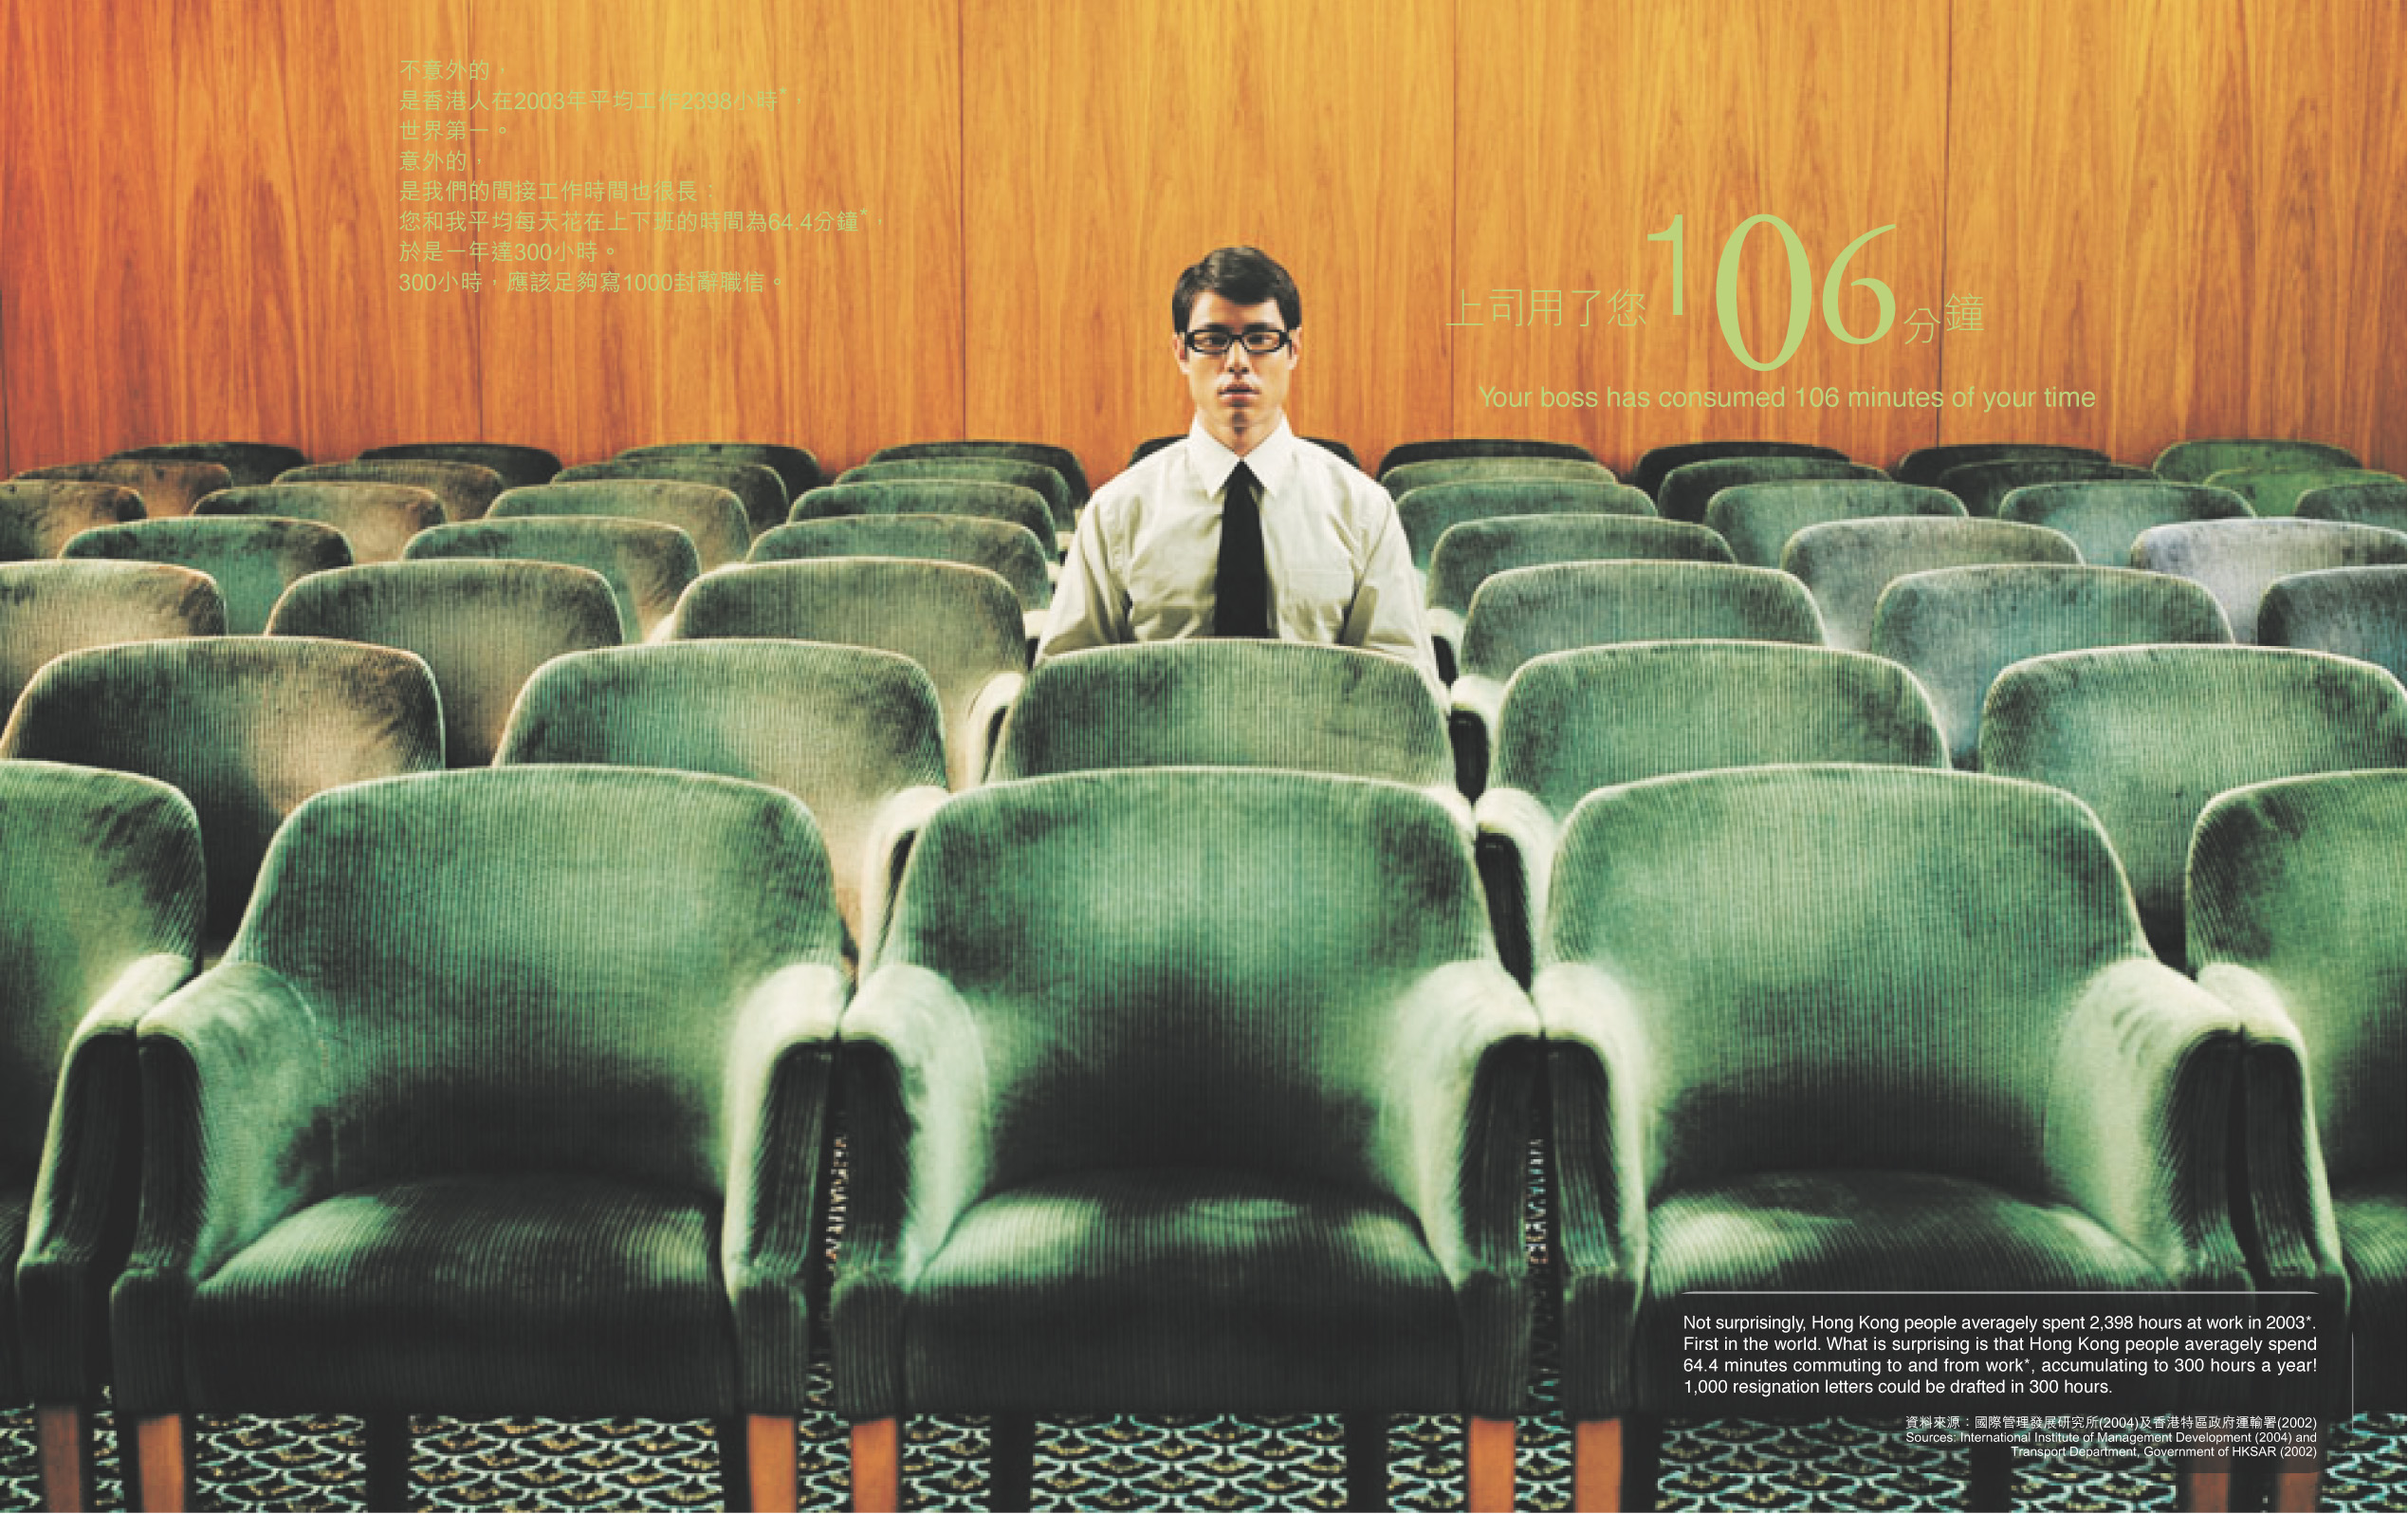 不意外的，
是香港人在2003年平均工作2398小時*，
世界第一。
意外的，
是我們的間接工作時間也很長：
您和我平均每天花在上下班的時間為64.4分鐘*，
於是一年達300小時。
300小時，應該足夠寫1000封辭職信。
上司用了您106分鐘
Your boss has consumed 106 minutes of your time
Not surprisingly, Hong Kong people averagely spent 2,398 hours at work in 2003*.
First in the world. What is surprising is that Hong Kong people averagely spend
64.4 minutes commuting to and from work*, accumulating to 300 hours a year!
1,000 resignation letters could be drafted in 300 hours.
資料來源：國際管理發展研究所(2004)及香港特區政府運輸署(2002)
Sources: International Institute of Management Development (2004) and
Transport Department, Government of HKSAR (2002)